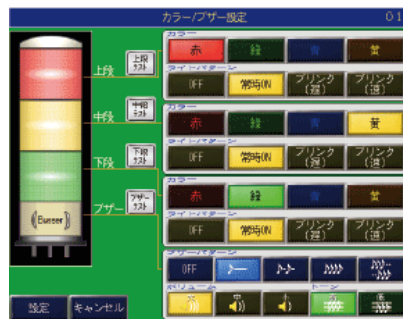 カラー/ブザー設定 0.1
カラー
赤 緑 青 黄
上段 上段テスト
ライトパターン
OFF 常時ON ブリンク(遅) ブリンク(速)
カラー
中段 中段テスト
赤 緑 青 黄
ライトパターン
OFF 常時ON ブリンク(遅) ブリンク(速)
下段 下段テスト
カラー
赤 緑 青 黄
ブザー ブザーテスト
ライトパターン
OFF 常時ON ブリンク(遅) ブリンク(速)
Buzzer
ブザーパターン
OFF
ボリューム トーン
大 中 小
設定 キャンセル